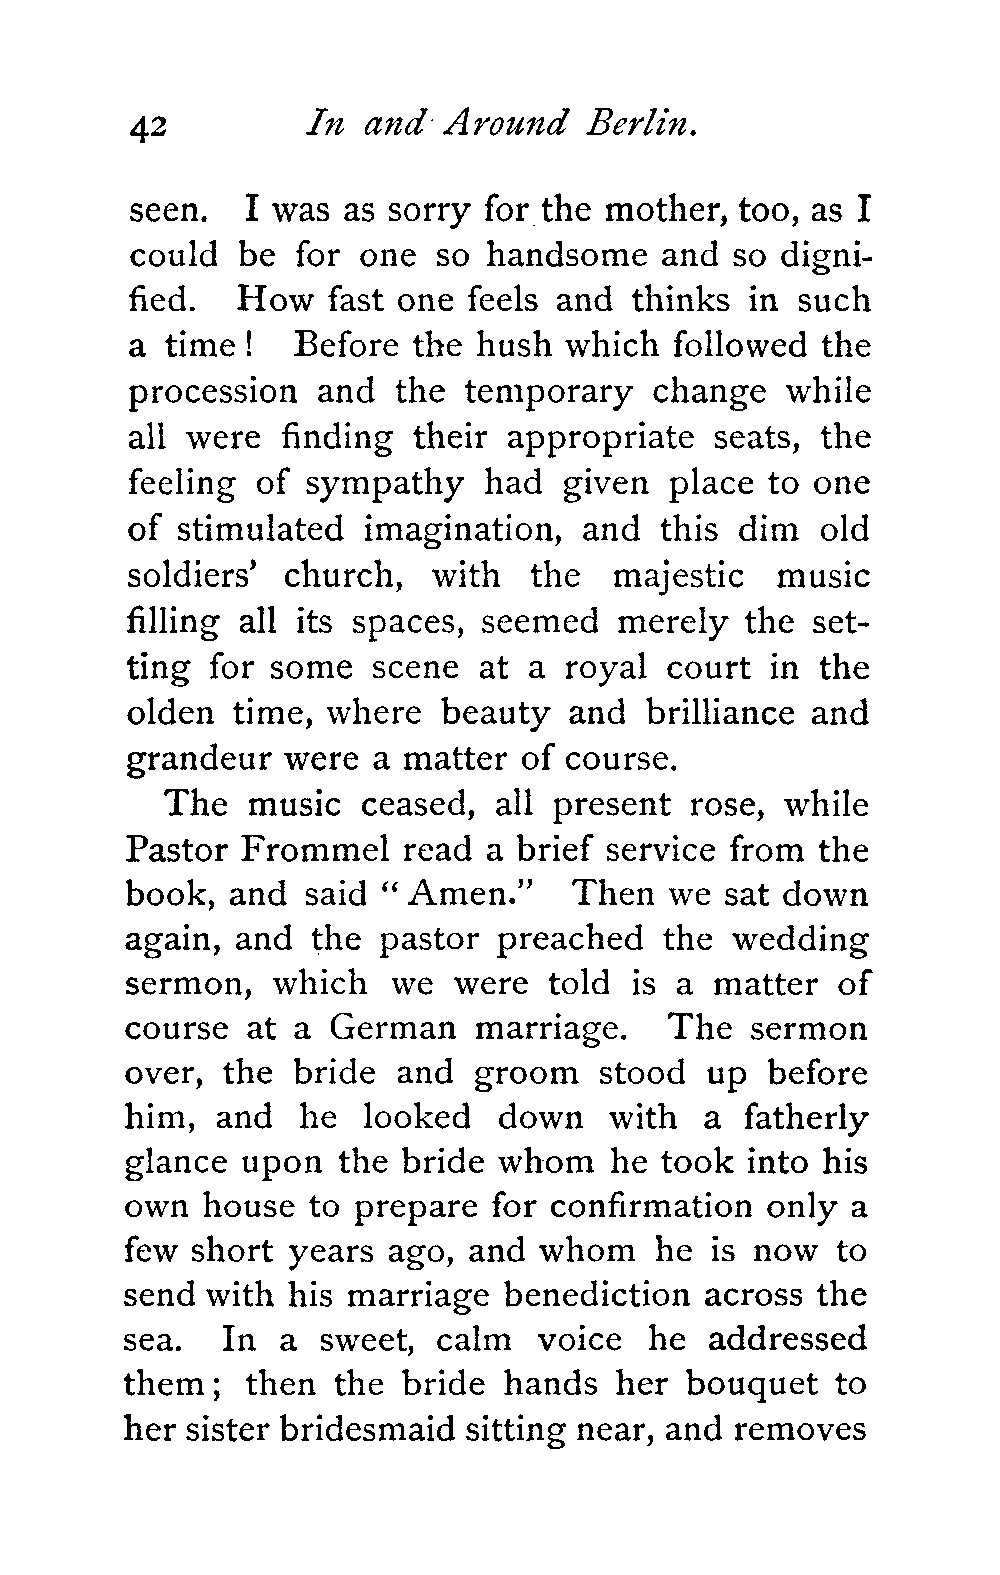 42 In and Around Berlin.
seen. I was as sorry for the mother, too, as I
could be for one so handsome and so digni-
fied. How fast one feels and thinks in such
a time ! Before the hush which followed the
procession and the temporary change while
all were finding their appropriate seats, the
feeling of sympathy had given place to one
of stimulated imagination, and this dim old
soldiers' church, with the majestic music
filling all its spaces, seemed merely the set-
ting for some scene at a royal court in the
olden time, where beauty and brilliance and
grandeur were a matter of course.
The music ceased, all present rose, while
Pastor Frommel read a brief service from the
book, and said “ Amen.” Then we sat down
again, and the pastor preached the wedding
sermon, which we were told is a matter of
course at a German marriage. The sermon
over, the bride and groom stood up before
him, and he looked down with a fatherly
glance upon the bride whom he took into his
own house to prepare for confirmation only a
few short years ago, and whom he is now to
send with his marriage benediction across the
sea. In a sweet, calm voice he addressed
them ; then the bride hands her bouquet to
her sister bridesmaid sitting near, and removes